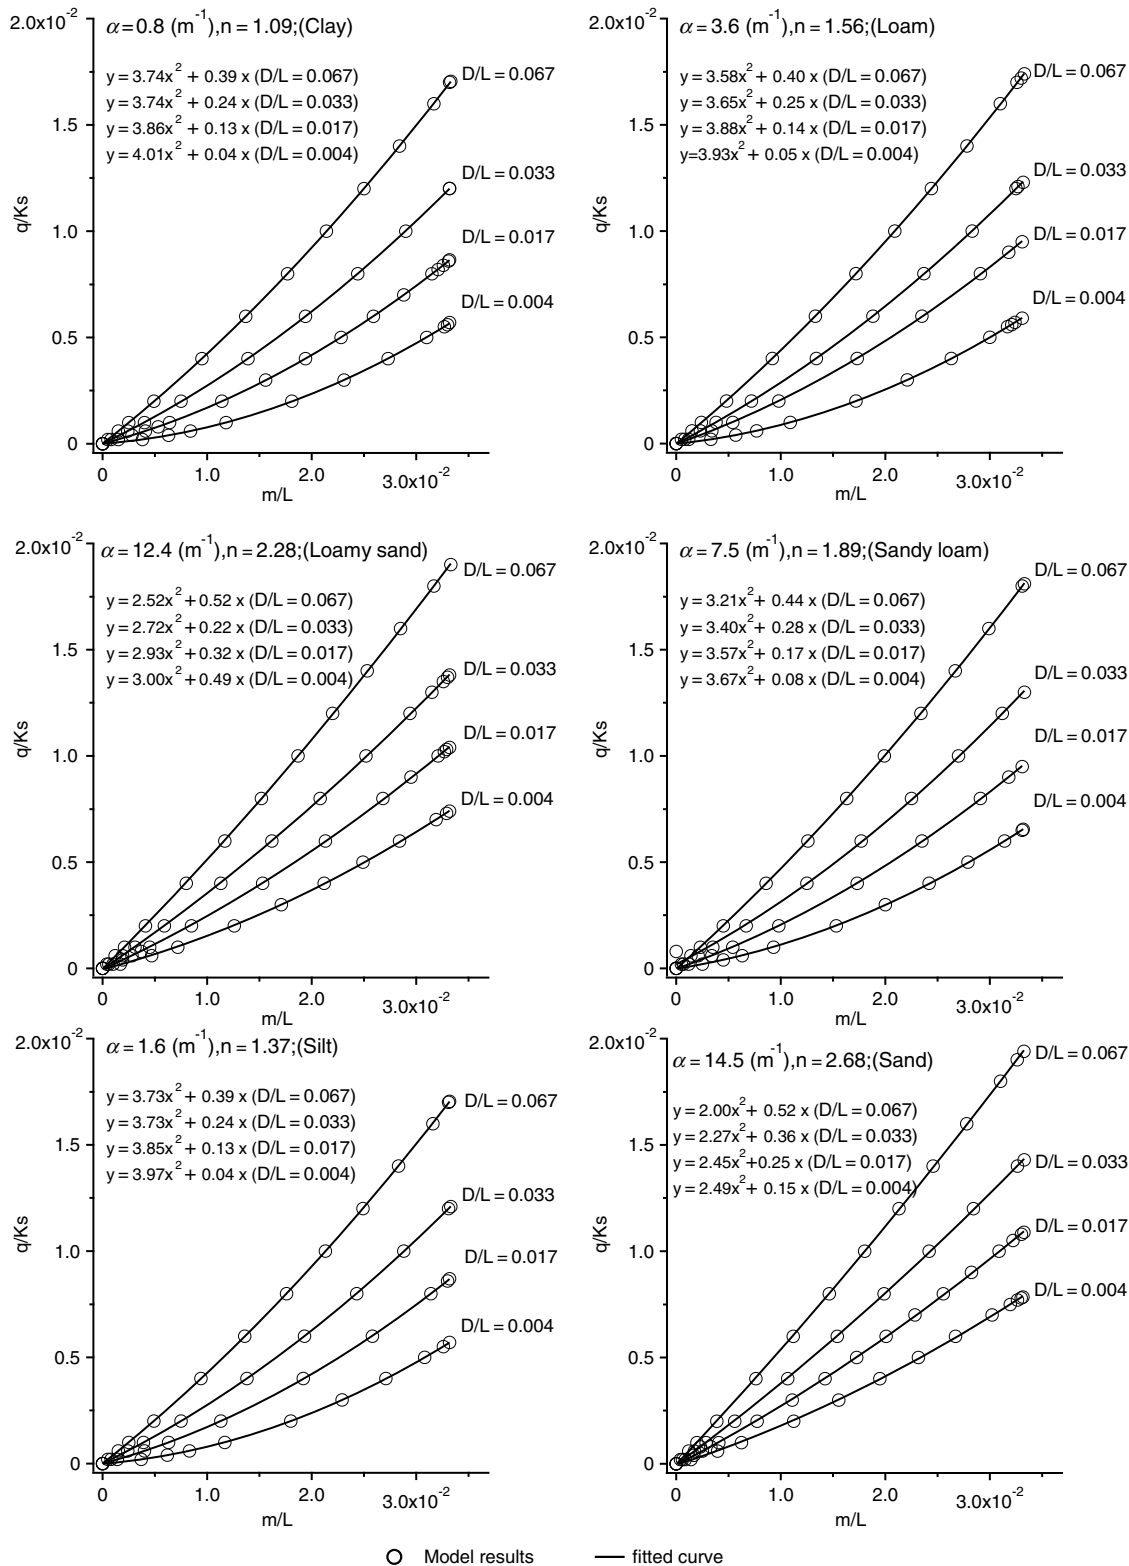 α = 0.8 (m⁻¹),n = 1.09;(Clay)
y = 3.74x² + 0.39 x (D/L = 0.067)
y = 3.74x² + 0.24 x (D/L = 0.033)
y = 3.86x² + 0.13 x (D/L = 0.017)
y = 4.01x² + 0.04 x (D/L = 0.004)
D/L = 0.067
D/L = 0.033
D/L = 0.017
D/L = 0.004
2.0x10⁻²
1.5
1.0
0.5
0
q/Ks
0 1.0 2.0 3.0x10⁻²
m/L
α = 3.6 (m⁻¹),n = 1.56;(Loam)
y = 3.58x² + 0.40 x (D/L = 0.067)
y = 3.65x² + 0.25 x (D/L = 0.033)
y = 3.88x² + 0.14 x (D/L = 0.017)
y=3.93x² + 0.05 x (D/L = 0.004)
D/L = 0.067
D/L = 0.033
D/L = 0.017
D/L = 0.004
2.0x10⁻²
1.5
1.0
0.5
0
q/Ks
0 1.0 2.0 3.0x10⁻²
m/L
α = 12.4 (m⁻¹),n = 2.28;(Loamy sand)
y = 2.52x² + 0.52 x (D/L = 0.067)
y = 2.72x² + 0.22 x (D/L = 0.033)
y = 2.93x² + 0.32 x (D/L = 0.017)
y = 3.00x² + 0.49 x (D/L = 0.004)
D/L = 0.067
D/L = 0.033
D/L = 0.017
D/L = 0.004
2.0x10⁻²
1.5
1.0
0.5
0
q/Ks
0 1.0 2.0 3.0x10⁻²
m/L
α = 7.5 (m⁻¹),n = 1.89;(Sandy loam)
y = 3.21x² + 0.44 x (D/L = 0.067)
y = 3.40x² + 0.28 x (D/L = 0.033)
y = 3.57x² + 0.17 x (D/L = 0.017)
y = 3.67x² + 0.08 x (D/L = 0.004)
D/L = 0.067
D/L = 0.033
D/L = 0.017
D/L = 0.004
2.0x10⁻²
1.5
1.0
0.5
0
q/Ks
0 1.0 2.0 3.0x10⁻²
m/L
α = 1.6 (m⁻¹),n = 1.37;(Silt)
y = 3.73x² + 0.39 x (D/L = 0.067)
y = 3.73x² + 0.24 x (D/L = 0.033)
y = 3.85x² + 0.13 x (D/L = 0.017)
y = 3.97x² + 0.04 x (D/L = 0.004)
D/L = 0.067
D/L = 0.033
D/L = 0.017
D/L = 0.004
2.0x10⁻²
1.5
1.0
0.5
0
q/Ks
0 1.0 2.0 3.0x10⁻²
m/L
α = 14.5 (m⁻¹),n = 2.68;(Sand)
y = 2.00x² + 0.52 x (D/L = 0.067)
y = 2.27x² + 0.36 x (D/L = 0.033)
y = 2.45x² +0.25 x (D/L = 0.017)
y = 2.49x² + 0.15 x (D/L = 0.004)
D/L = 0.067
D/L = 0.033
D/L = 0.017
D/L = 0.004
2.0x10⁻²
1.5
1.0
0.5
0
q/Ks
0 1.0 2.0 3.0x10⁻²
m/L
Model results fitted curve